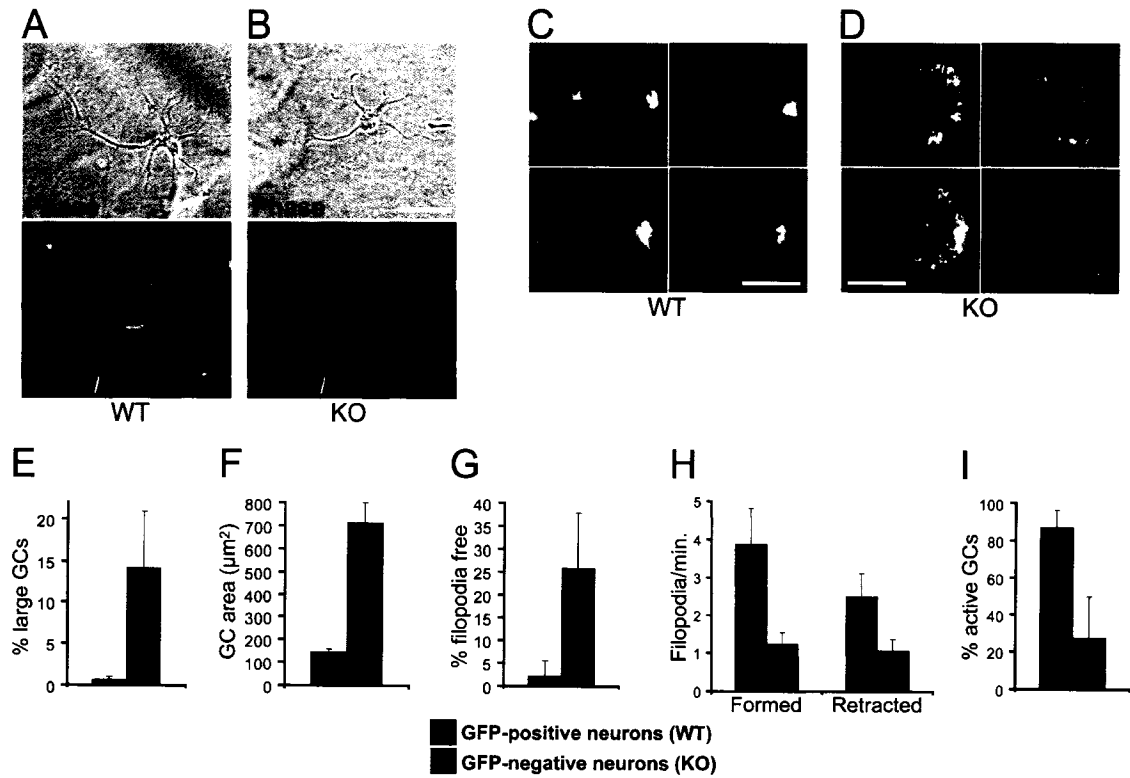 A
B
C
D
WT
KO
WT
KO
E
F
G
H
I
% large GCs
20
15
10
5
0
GC area (µm²)
800
700
600
500
400
300
200
100
0
% filopodia free
40
35
30
25
20
15
10
5
0
Filopodia/min.
5
4
3
2
1
0
Formed
Retracted
% active GCs
100
80
60
40
20
0
GFP-positive neurons (WT)
GFP-negative neurons (KO)